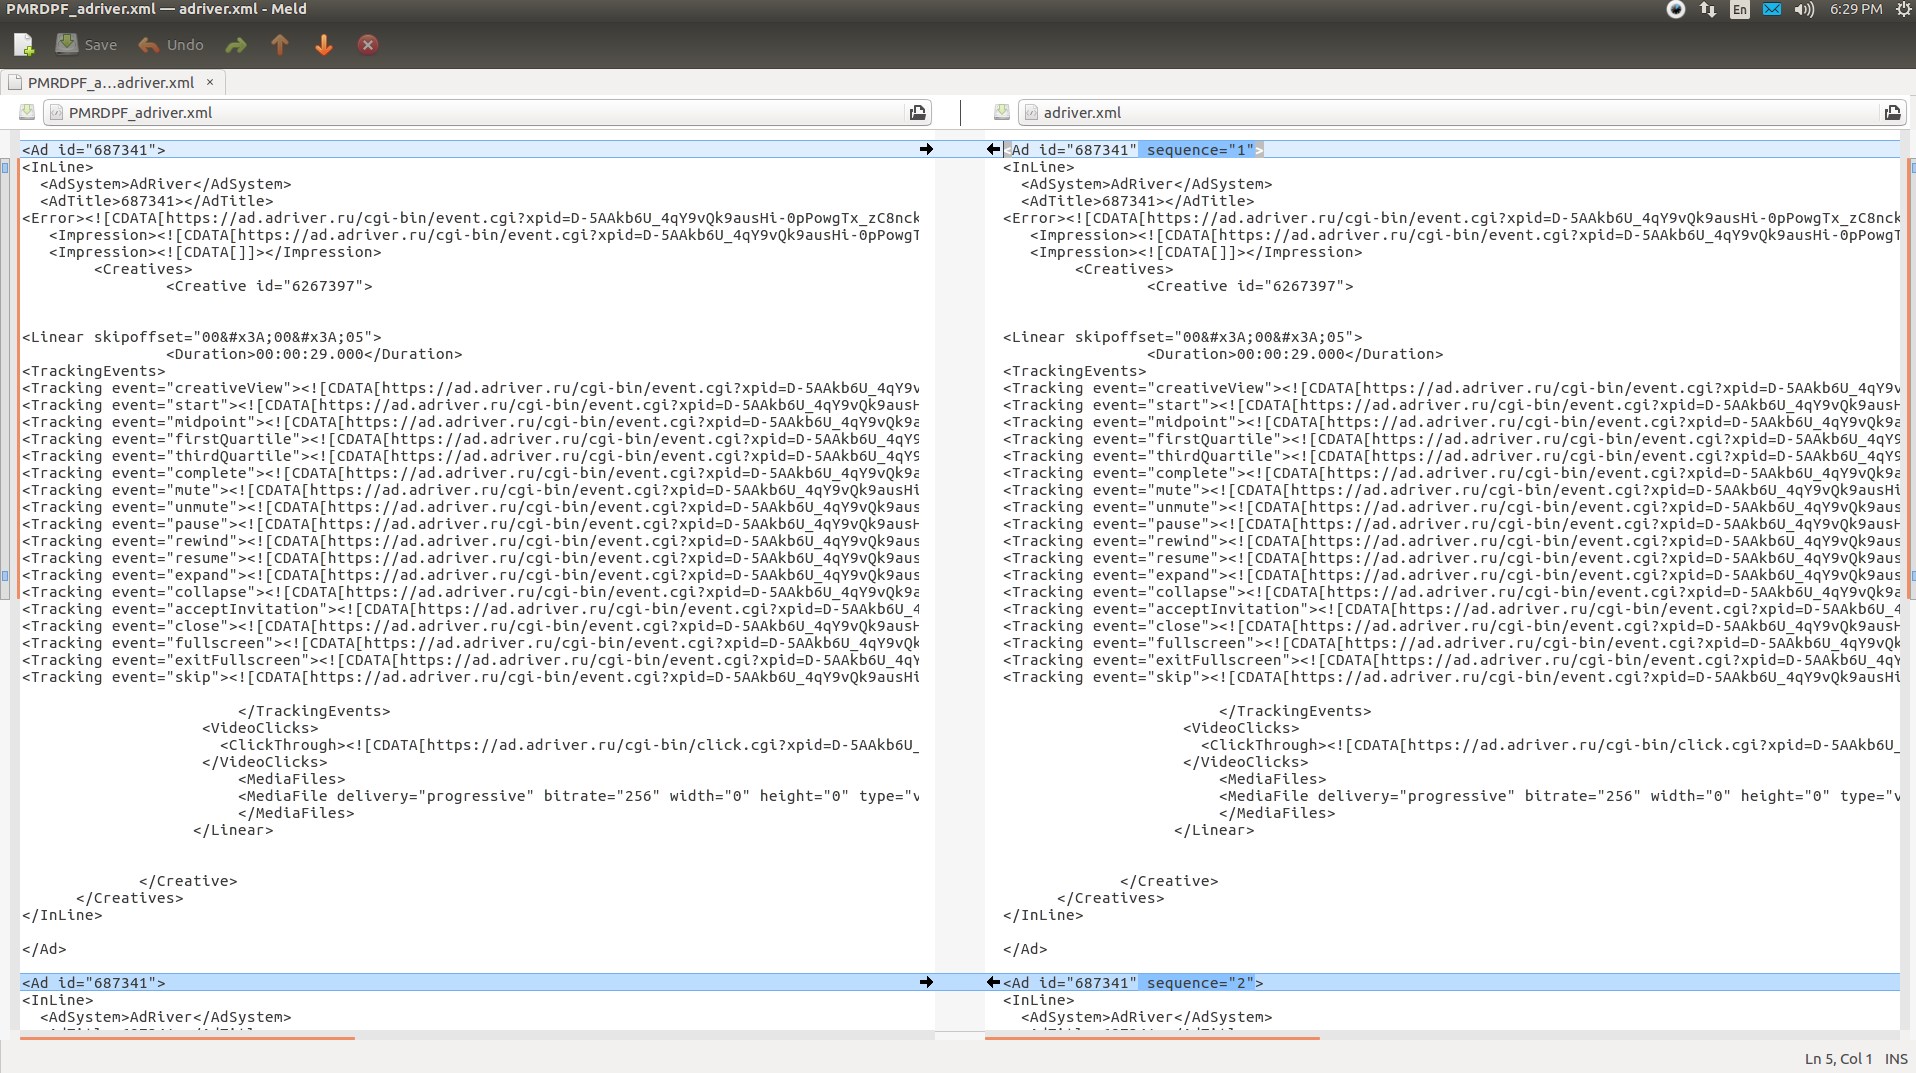 PMRDPF_adriver.xml — adriver.xml - Meld
En
6:29 PM
Save
Undo
PMRDPF_a...adriver.xml ×
PMRDPF_adriver.xml
adriver.xml
<Ad id="687341">
<InLine>
<AdSystem>AdRiver</AdSystem>
<AdTitle>687341></AdTitle>
<Error><![CDATA[https://ad.adriver.ru/cgi-bin/event.cgi?xpid=D-5AAkb6U_4qY9vQk9ausHi-0pPowgTx_zC8nck
<Impression><![CDATA[https://ad.adriver.ru/cgi-bin/event.cgi?xpid=D-5AAkb6U_4qY9vQk9ausHi-0pPowgT
<Impression><![CDATA[]]></Impression>
<Creatives>
<Creative id="6267397">
<Linear skipoffset="00&#x3A;00&#x3A;05">
<Duration>00:00:29.000</Duration>
<TrackingEvents>
<Tracking event="creativeView"><![CDATA[https://ad.adriver.ru/cgi-bin/event.cgi?xpid=D-5AAkb6U_4qY9v
<Tracking event="start"><![CDATA[https://ad.adriver.ru/cgi-bin/event.cgi?xpid=D-5AAkb6U_4qY9vQk9ausH
<Tracking event="midpoint"><![CDATA[https://ad.adriver.ru/cgi-bin/event.cgi?xpid=D-5AAkb6U_4qY9vQk9a
<Tracking event="firstQuartile"><![CDATA[https://ad.adriver.ru/cgi-bin/event.cgi?xpid=D-5AAkb6U_4qY9
<Tracking event="thirdQuartile"><![CDATA[https://ad.adriver.ru/cgi-bin/event.cgi?xpid=D-5AAkb6U_4qY9
<Tracking event="complete"><![CDATA[https://ad.adriver.ru/cgi-bin/event.cgi?xpid=D-5AAkb6U_4qY9vQk9a
<Tracking event="mute"><![CDATA[https://ad.adriver.ru/cgi-bin/event.cgi?xpid=D-5AAkb6U_4qY9vQk9ausHi
<Tracking event="unmute"><![CDATA[https://ad.adriver.ru/cgi-bin/event.cgi?xpid=D-5AAkb6U_4qY9vQk9aus
<Tracking event="pause"><![CDATA[https://ad.adriver.ru/cgi-bin/event.cgi?xpid=D-5AAkb6U_4qY9vQk9ausH
<Tracking event="rewind"><![CDATA[https://ad.adriver.ru/cgi-bin/event.cgi?xpid=D-5AAkb6U_4qY9vQk9aus
<Tracking event="resume"><![CDATA[https://ad.adriver.ru/cgi-bin/event.cgi?xpid=D-5AAkb6U_4qY9vQk9aus
<Tracking event="expand"><![CDATA[https://ad.adriver.ru/cgi-bin/event.cgi?xpid=D-5AAkb6U_4qY9vQk9aus
<Tracking event="collapse"><![CDATA[https://ad.adriver.ru/cgi-bin/event.cgi?xpid=D-5AAkb6U_4qY9vQk9a
<Tracking event="acceptInvitation"><![CDATA[https://ad.adriver.ru/cgi-bin/event.cgi?xpid=D-5AAkb6U_4
<Tracking event="close"><![CDATA[https://ad.adriver.ru/cgi-bin/event.cgi?xpid=D-5AAkb6U_4qY9vQk9ausH
<Tracking event="fullscreen"><![CDATA[https://ad.adriver.ru/cgi-bin/event.cgi?xpid=D-5AAkb6U_4qY9vQk
<Tracking event="exitFullscreen"><![CDATA[https://ad.adriver.ru/cgi-bin/event.cgi?xpid=D-5AAkb6U_4qY
<Tracking event="skip"><![CDATA[https://ad.adriver.ru/cgi-bin/event.cgi?xpid=D-5AAkb6U_4qY9vQk9ausHi
</TrackingEvents>
<VideoClicks>
<ClickThrough><![CDATA[https://ad.adriver.ru/cgi-bin/click.cgi?xpid=D-5AAkb6U_
</VideoClicks>
<MediaFiles>
<MediaFile delivery="progressive" bitrate="256" width="0" height="0" type="v
</MediaFiles>
</Linear>
</Creative>
</Creatives>
</InLine>
</Ad>
<Ad id="687341">
<InLine>
<AdSystem>AdRiver</AdSystem>
<Ad id="687341" sequence="1">
<InLine>
<AdSystem>AdRiver</AdSystem>
<AdTitle>687341></AdTitle>
<Error><![CDATA[https://ad.adriver.ru/cgi-bin/event.cgi?xpid=D-5AAkb6U_4qY9vQk9ausHi-0pPowgTx_zC8nck
<Impression><![CDATA[https://ad.adriver.ru/cgi-bin/event.cgi?xpid=D-5AAkb6U_4qY9vQk9ausHi-0pPowgT
<Impression><![CDATA[]]></Impression>
<Creatives>
<Creative id="6267397">
<Linear skipoffset="00&#x3A;00&#x3A;05">
<Duration>00:00:29.000</Duration>
<TrackingEvents>
<Tracking event="creativeView"><![CDATA[https://ad.adriver.ru/cgi-bin/event.cgi?xpid=D-5AAkb6U_4qY9v
<Tracking event="start"><![CDATA[https://ad.adriver.ru/cgi-bin/event.cgi?xpid=D-5AAkb6U_4qY9vQk9ausH
<Tracking event="midpoint"><![CDATA[https://ad.adriver.ru/cgi-bin/event.cgi?xpid=D-5AAkb6U_4qY9vQk9a
<Tracking event="firstQuartile"><![CDATA[https://ad.adriver.ru/cgi-bin/event.cgi?xpid=D-5AAkb6U_4qY9
<Tracking event="thirdQuartile"><![CDATA[https://ad.adriver.ru/cgi-bin/event.cgi?xpid=D-5AAkb6U_4qY9
<Tracking event="complete"><![CDATA[https://ad.adriver.ru/cgi-bin/event.cgi?xpid=D-5AAkb6U_4qY9vQk9a
<Tracking event="mute"><![CDATA[https://ad.adriver.ru/cgi-bin/event.cgi?xpid=D-5AAkb6U_4qY9vQk9ausHi
<Tracking event="unmute"><![CDATA[https://ad.adriver.ru/cgi-bin/event.cgi?xpid=D-5AAkb6U_4qY9vQk9aus
<Tracking event="pause"><![CDATA[https://ad.adriver.ru/cgi-bin/event.cgi?xpid=D-5AAkb6U_4qY9vQk9ausH
<Tracking event="rewind"><![CDATA[https://ad.adriver.ru/cgi-bin/event.cgi?xpid=D-5AAkb6U_4qY9vQk9aus
<Tracking event="resume"><![CDATA[https://ad.adriver.ru/cgi-bin/event.cgi?xpid=D-5AAkb6U_4qY9vQk9aus
<Tracking event="expand"><![CDATA[https://ad.adriver.ru/cgi-bin/event.cgi?xpid=D-5AAkb6U_4qY9vQk9aus
<Tracking event="collapse"><![CDATA[https://ad.adriver.ru/cgi-bin/event.cgi?xpid=D-5AAkb6U_4qY9vQk9a
<Tracking event="acceptInvitation"><![CDATA[https://ad.adriver.ru/cgi-bin/event.cgi?xpid=D-5AAkb6U_4
<Tracking event="close"><![CDATA[https://ad.adriver.ru/cgi-bin/event.cgi?xpid=D-5AAkb6U_4qY9vQk9ausH
<Tracking event="fullscreen"><![CDATA[https://ad.adriver.ru/cgi-bin/event.cgi?xpid=D-5AAkb6U_4qY9vQk
<Tracking event="exitFullscreen"><![CDATA[https://ad.adriver.ru/cgi-bin/event.cgi?xpid=D-5AAkb6U_4qY
<Tracking event="skip"><![CDATA[https://ad.adriver.ru/cgi-bin/event.cgi?xpid=D-5AAkb6U_4qY9vQk9ausHi
</TrackingEvents>
<VideoClicks>
<ClickThrough><![CDATA[https://ad.adriver.ru/cgi-bin/click.cgi?xpid=D-5AAkb6U_
</VideoClicks>
<MediaFiles>
<MediaFile delivery="progressive" bitrate="256" width="0" height="0" type="v
</MediaFiles>
</Linear>
</Creative>
</Creatives>
</InLine>
</Ad>
<Ad id="687341" sequence="2">
<InLine>
<AdSystem>AdRiver</AdSystem>
Ln 5, Col 1 INS